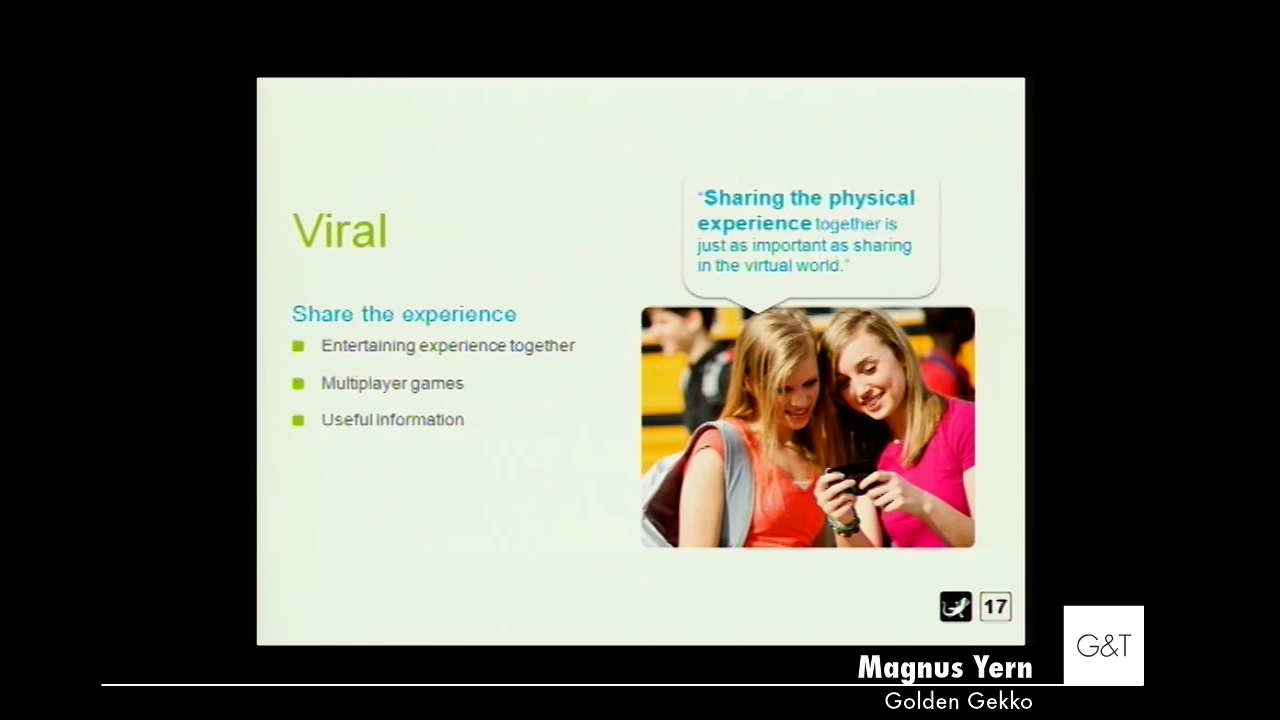 Viral
Share the experience
Entertaining experience together
Multiplayer games
Useful information
"Sharing the physical
experience together is
just as important as sharing
in the virtual world."
17
G&T
Magnus Yern
Golden Gekko